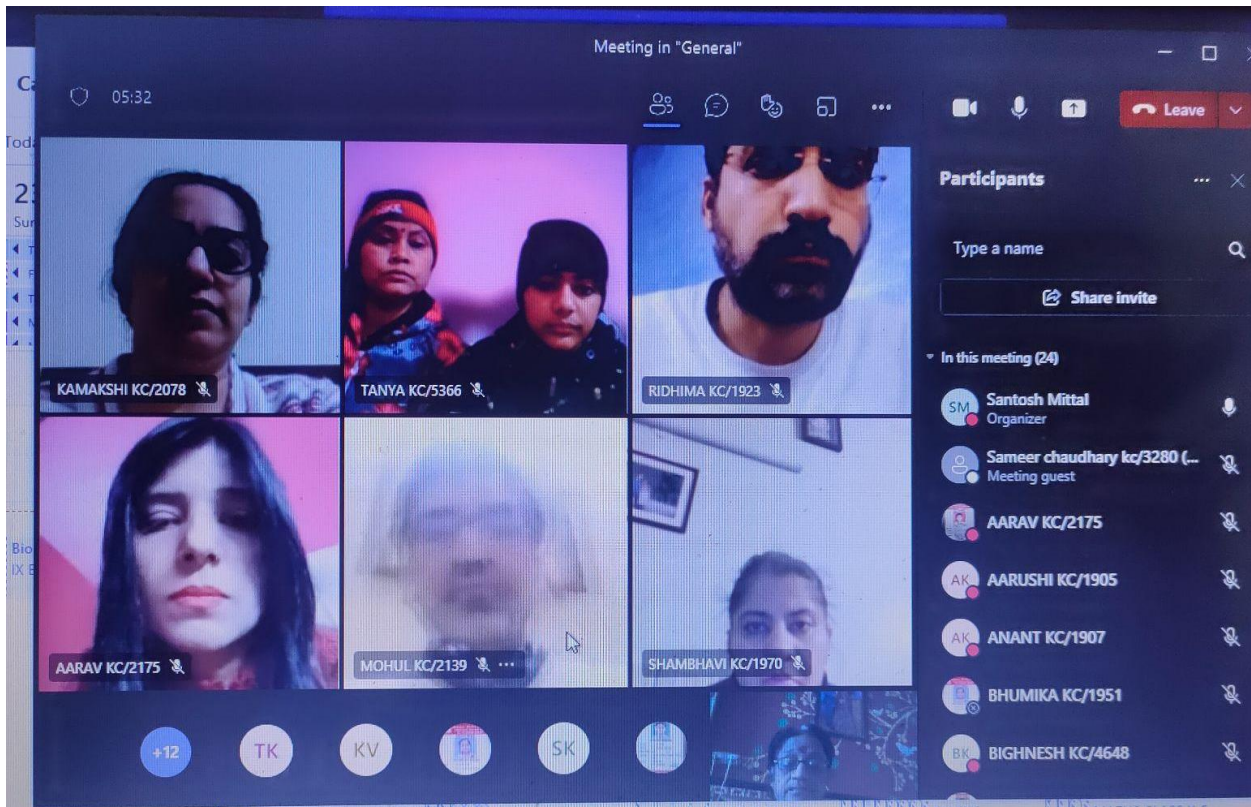 Meeting in "General"
05:32
Leave
KAMAKSHI KC/2078
TANYA KC/5366
RIDHIMA KC/1923
AARAV KC/2175
MOHUL KC/2139
SHAMBHAVI KC/1970
+12
TK
KV
SK
Participants
Type a name
Share invite
In this meeting (24)
SM
Santosh Mittal
Organizer
Sameer chaudhary kc/3280 (...
Meeting guest
AARAV KC/2175
AK
AARUSHI KC/1905
AK
ANANT KC/1907
BHUMIKA KC/1951
BK
BIGHNESH KC/4648
Bio